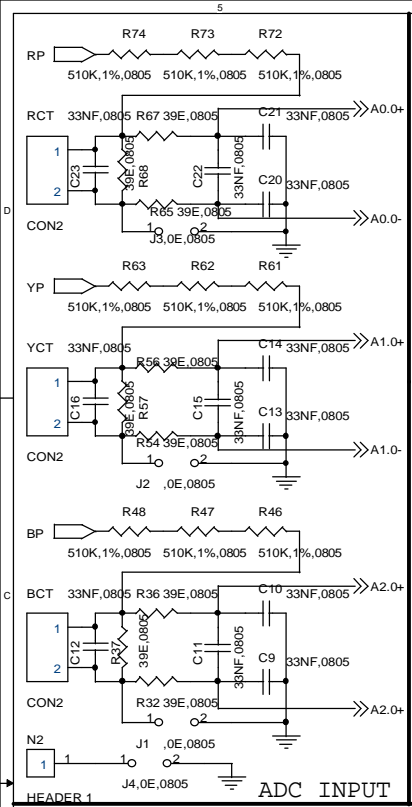 5
R74 R73 R72
RP
510K,1%,0805 510K,1%,0805 510K,1%,0805
RCT 33NF,0805 R67 39E,0805 C21 33NF,0805 A0.0+
1
C23 39E,0805 R68 C22 33NF,0805
2
C20 33NF,0805
R65 39E,0805
D
CON2
1 2
A0.0-
J3,0E,0805
R63 R62 R61
YP
510K,1%,0805 510K,1%,0805 510K,1%,0805
A1.0+
YCT 33NF,0805 R56 39E,0805 C14 33NF,0805
1
C16 39E,0805 R57 C15 33NF,0805
2
C13 33NF,0805
R54 39E,0805
A1.0-
CON2
1 2
J2 ,0E,0805
R48 R47 R46
BP
510K,1%,0805 510K,1%,0805 510K,1%,0805
A2.0+
C
BCT 33NF,0805 R36 39E,0805 C10 33NF,0805
1
C12 R37 39E,0805 C11 33NF,0805
2
C9 33NF,0805
CON2
R32 39E,0805
A2.0+
1 2
J1 ,0E,0805
N2
1 1 1 2
J4,0E,0805
HEADER 1
ADC INPUT